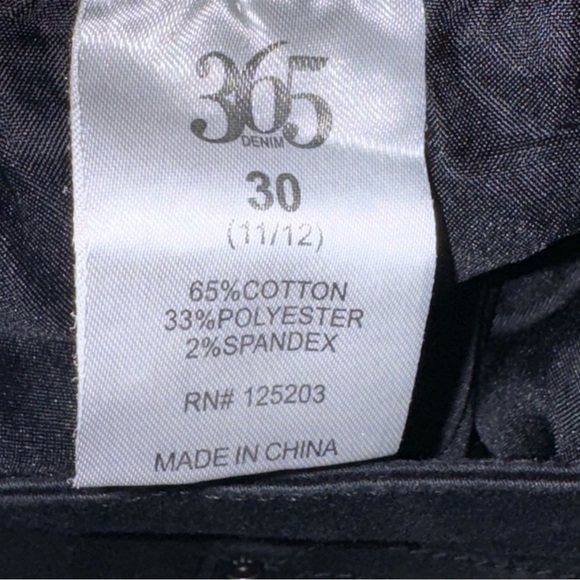 365
DENIM
30
(11/12)
65%COTTON
33%POLYESTER
2%SPANDEX
RN# 125203
MADE IN CHINA